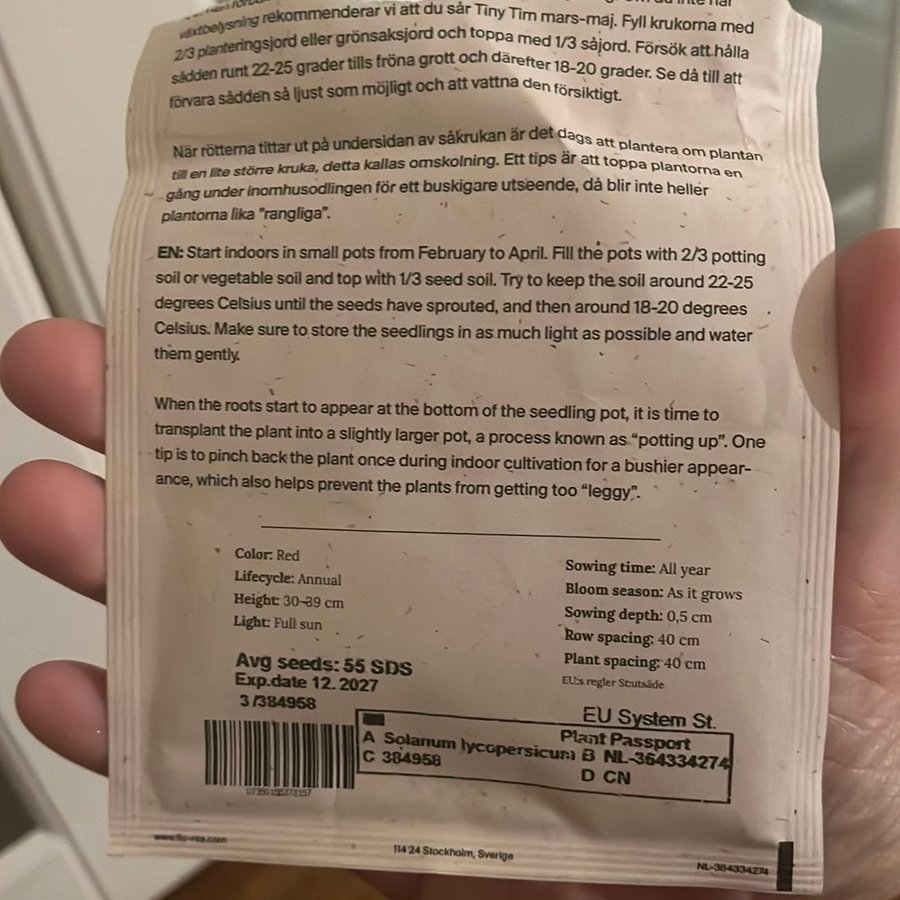 växtbelysning rekommenderar vi att du sår Tiny Tim mars-maj. Fyll krukorna med
2/3 planteringsjord eller grönsaksjord och toppa med 1/3 såjord. Försök att hålla
sådden runt 22-25 grader tills fröna grott och därefter 18-20 grader. Se då till att
förvara sådden så ljust som möjligt och att vattna den försiktigt.
När rötterna tittar ut på undersidan av såkrukan är det dags att plantera om plantan
till en lite större kruka, detta kallas omskolning. Ett tips är att toppa plantorna en
gång under inomhusodlingen för ett buskigare utseende, då blir inte heller
plantorna lika "rangliga".
EN: Start indoors in small pots from February to April. Fill the pots with 2/3 potting
soil or vegetable soil and top with 1/3 seed soil. Try to keep the soil around 22-25
degrees Celsius until the seeds have sprouted, and then around 18-20 degrees
Celsius. Make sure to store the seedlings in as much light as possible and water
them gently.
When the roots start to appear at the bottom of the seedling pot, it is time to
transplant the plant into a slightly larger pot, a process known as “potting up”. One
tip is to pinch back the plant once during indoor cultivation for a bushier appear-
ance, which also helps prevent the plants from getting too “leggy”.
Color: Red
Lifecycle: Annual
Height: 30-39 cm
Light: Full sun
Sowing time: All year
Bloom season: As it grows
Sowing depth: 0,5 cm
Row spacing: 40 cm
Plant spacing: 40 cm
EU:s regler
Avg seeds: 55 SDS
Exp.date 12. 2027
3 /384958
EU System St.
Plant Passport
A Solanum lycopersicum B NL-364334274
C 384958 D CN
114 24 Stockholm, Sverige
NL-364334274